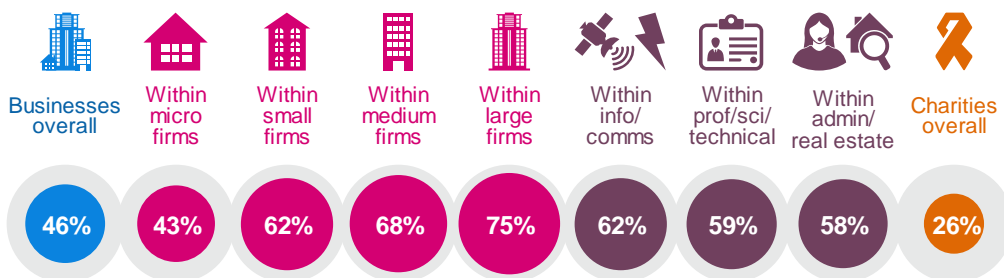 Businesses
overall
Within
micro
firms
Within
small
firms
Within
medium
firms
Within
large
firms
Within
info/
comms
Within
prof/sci/
technical
Within
admin/
real estate
Charities
overall
46%
43%
62%
68%
75%
62%
59%
58%
26%